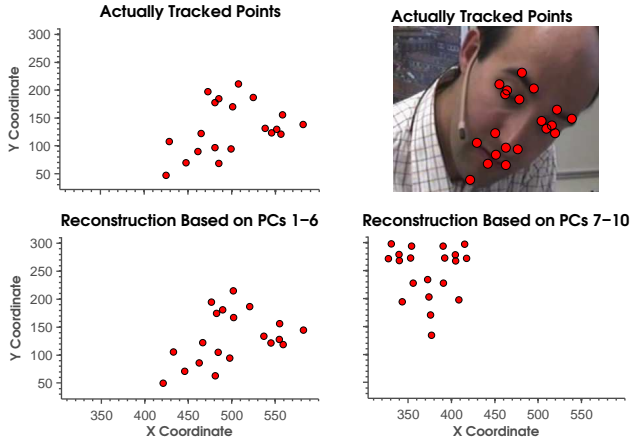 Actually Tracked Points
Actually Tracked Points
300
250
200
150
100
50
Y Coordinate
Reconstruction Based on PCs 1−6
Reconstruction Based on PCs 7−10
300
250
200
150
100
50
Y Coordinate
350 400 450 500 550
350 400 450 500 550
X Coordinate
X Coordinate